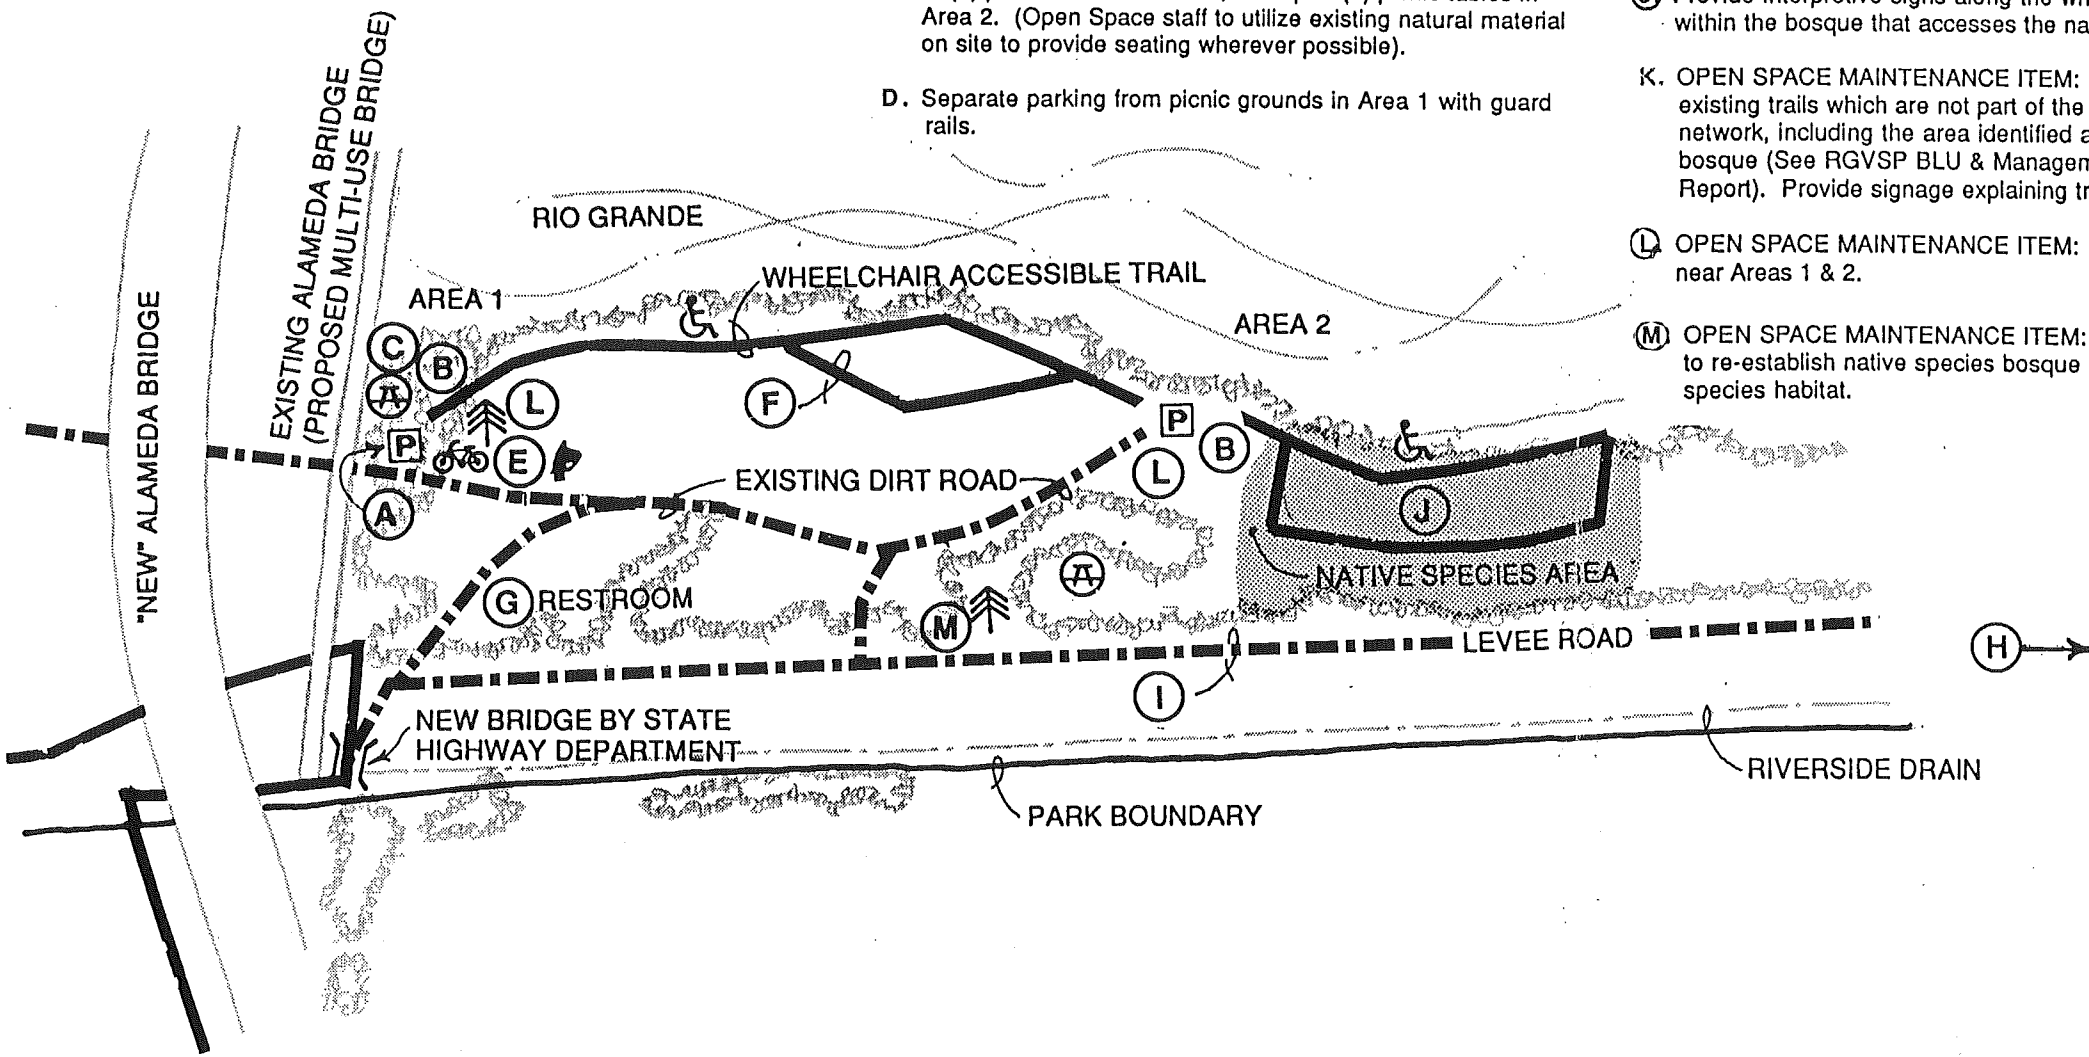 Area 2. (Open Space staff to utilize existing natural material
on site to provide seating wherever possible).
D. Separate parking from picnic grounds in Area 1 with guard
rails.
within the bosque that accesses the na
K. OPEN SPACE MAINTENANCE ITEM:
existing trails which are not part of the
network, including the area identified a
bosque (See RGVSP BLU & Managem
Report). Provide signage explaining tr
L OPEN SPACE MAINTENANCE ITEM:
near Areas 1 & 2.
M OPEN SPACE MAINTENANCE ITEM:
to re-establish native species bosque
species habitat.
"NEW" ALAMEDA BRIDGE
EXISTING ALAMEDA BRIDGE
(PROPOSED MULTI-USE BRIDGE)
RIO GRANDE
WHEELCHAIR ACCESSIBLE TRAIL
AREA 1
AREA 2
C
B
L
F
P
E
A
P
B
L
EXISTING DIRT ROAD
J
NATIVE SPECIES AREA
G RESTROOM
M
LEVEE ROAD
H
I
NEW BRIDGE BY STATE
HIGHWAY DEPARTMENT
RIVERSIDE DRAIN
PARK BOUNDARY